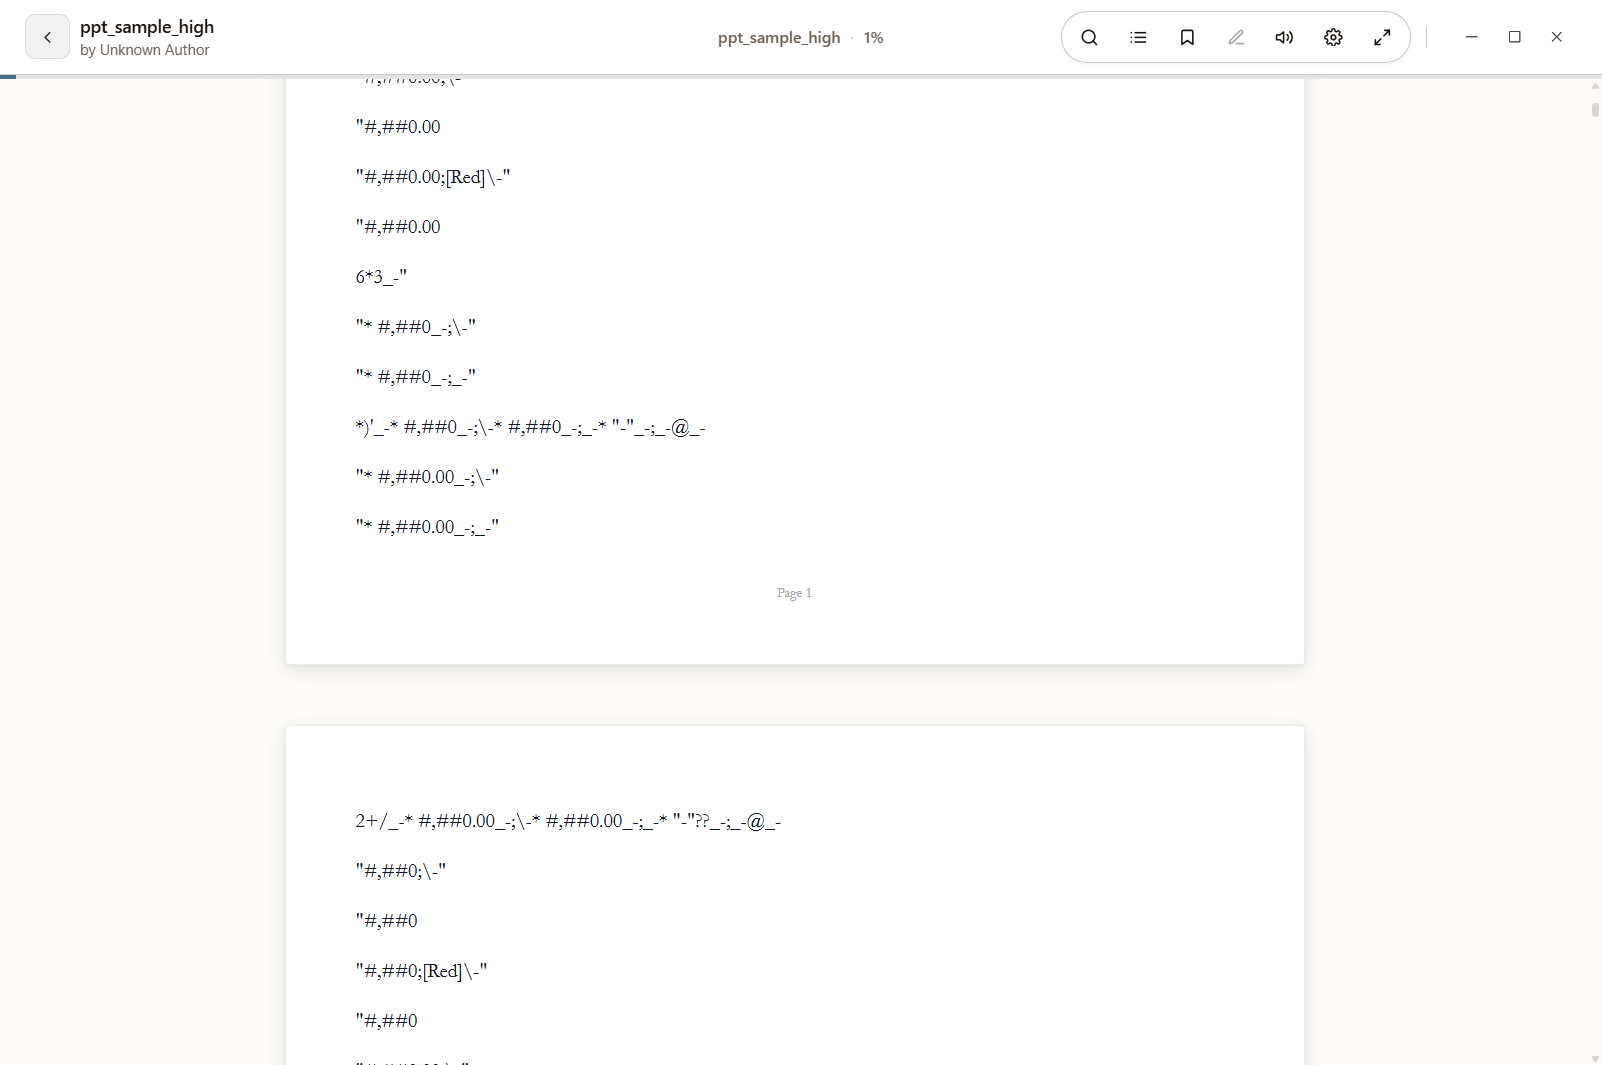 ppt_sample_high
by Unknown Author
ppt_sample_high · 1%
"#,##0.00
"#,##0.00;[Red]\-"
"#,##0.00
6*3_-"
"* #,##0_-;\-"
"* #,##0_-;_-"
*)'_-* #,##0_-;\-* #,##0_-;_-* "-"_-;_-@_-
"* #,##0.00_-;\-"
"* #,##0.00_-;_-"
Page 1
2+/_-* #,##0.00_-;\-* #,##0.00_-;_-* "-"??_-;_-@_-
"#,##0;\-"
"#,##0
"#,##0;[Red]\-"
"#,##0